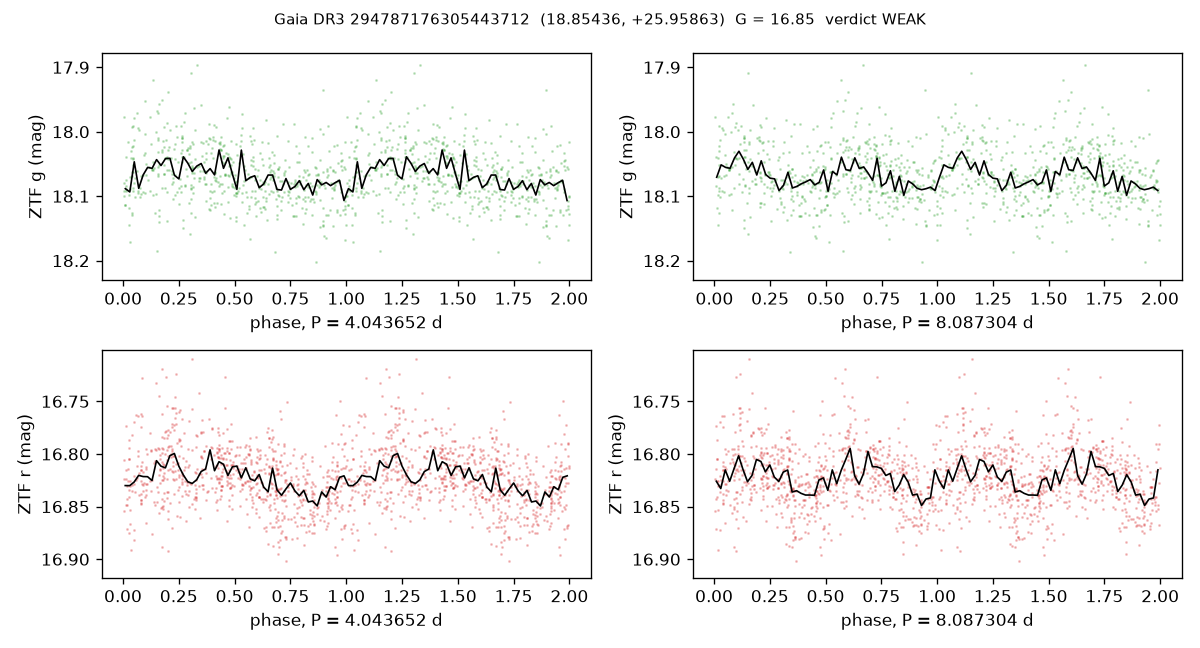 Gaia DR3 294787176305443712  (18.85436, +25.95863)  G = 16.85  verdict WEAK
ZTF g (mag)
17.9
18.0
18.1
18.2
0.00 0.25 0.50 0.75 1.00 1.25 1.50 1.75 2.00
phase, P = 4.043652 d
ZTF g (mag)
17.9
18.0
18.1
18.2
0.00 0.25 0.50 0.75 1.00 1.25 1.50 1.75 2.00
phase, P = 8.087304 d
ZTF r (mag)
16.75
16.80
16.85
16.90
0.00 0.25 0.50 0.75 1.00 1.25 1.50 1.75 2.00
phase, P = 4.043652 d
ZTF r (mag)
16.75
16.80
16.85
16.90
0.00 0.25 0.50 0.75 1.00 1.25 1.50 1.75 2.00
phase, P = 8.087304 d